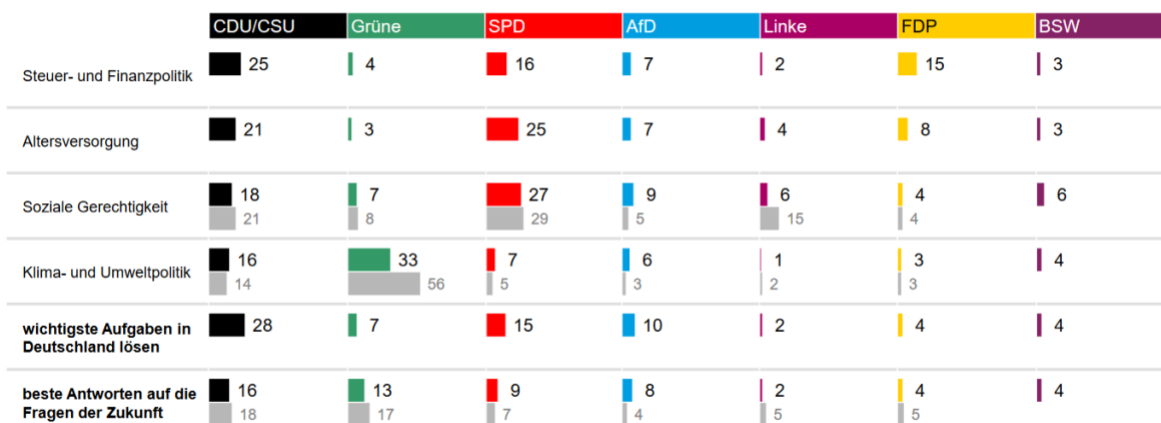 CDU/CSU Grüne SPD AfD Linke FDP BSW
Steuer- und Finanzpolitik 25 4 16 7 2 15 3
Altersversorgung 21 3 25 7 4 8 3
Soziale Gerechtigkeit 18 7 27 9 6 4 6
21 8 29 5 15 4
Klima- und Umweltpolitik 16 33 7 6 1 3 4
14 56 5 3 2 3
wichtigste Aufgaben in
Deutschland lösen 28 7 15 10 2 4 4
beste Antworten auf die 16 13 9 8 2 4 4
Fragen der Zukunft 18 17 7 4 5 5